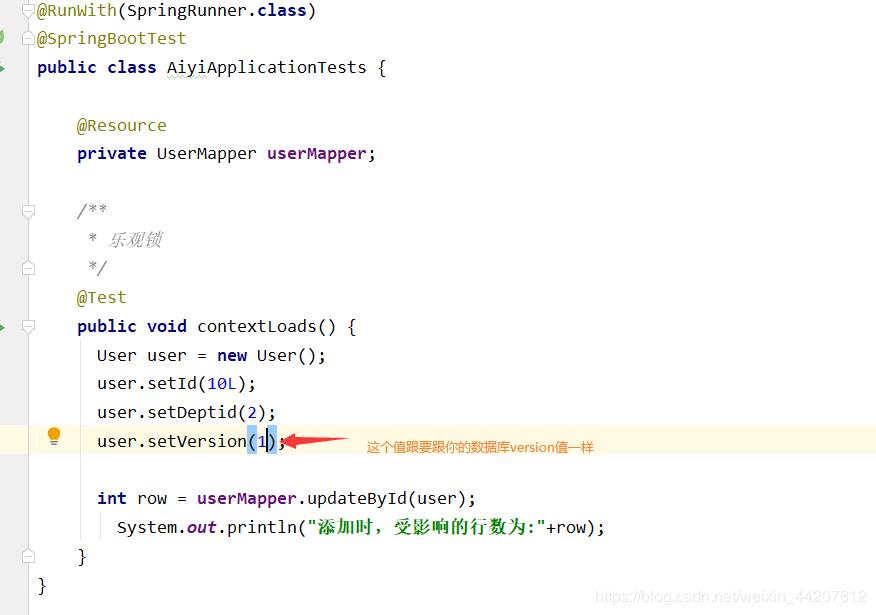 @RunWith(SpringRunner.class)
@SpringBootTest
public class AiyiApplicationTests {
@Resource
private UserMapper userMapper;
/**
* 乐观锁
*/
@Test
public void contextLoads() {
User user = new User();
user.setId(10L);
user.setDeptid(2);
user.setVersion(1); 这个值跟要跟你的数据库version值一样
int row = userMapper.updateById(user);
System.out.println("添加时，受影响的行数为:"+row);
}
}
https://blog.csdn.net/weixin_44207812